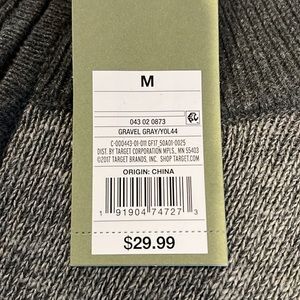 M
043 02 0873
GRAVEL GRAY/YOL44
C-000443-01-011 GF17_50A01-0025
DIST. BY TARGET CORPORATION MPLS, MN 55403
©2017 TARGET BRANDS, INC. SHOP TARGET.COM
ORIGIN: CHINA
1 91904 74727 3
$29.99